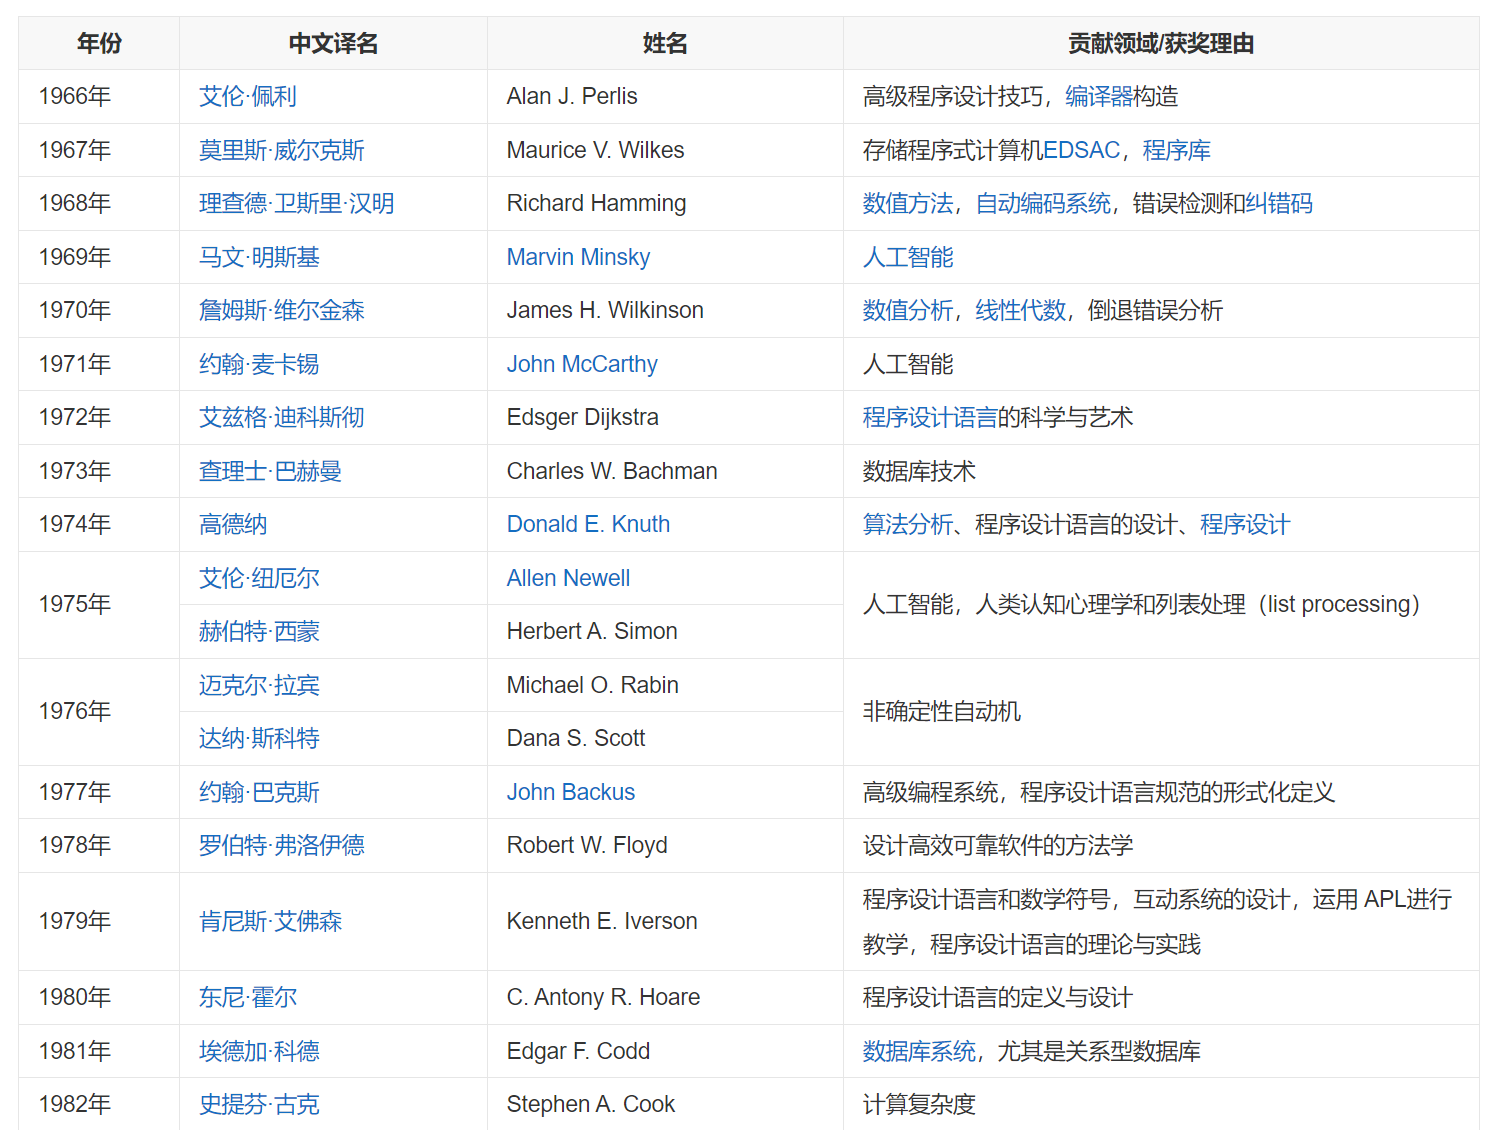 年份 中文译名 姓名 贡献领域/获奖理由
1966年 艾伦·佩利 Alan J. Perlis 高级程序设计技巧，编译器构造
1967年 莫里斯·威尔克斯 Maurice V. Wilkes 存储程序式计算机EDSAC，程序库
1968年 理查德·卫斯里·汉明 Richard Hamming 数值方法，自动编码系统，错误检测和纠错码
1969年 马文·明斯基 Marvin Minsky 人工智能
1970年 詹姆斯·维尔金森 James H. Wilkinson 数值分析，线性代数，倒退错误分析
1971年 约翰·麦卡锡 John McCarthy 人工智能
1972年 艾兹格·迪科斯彻 Edsger Dijkstra 程序设计语言的科学与艺术
1973年 查理士·巴赫曼 Charles W. Bachman 数据库技术
1974年 高德纳 Donald E. Knuth 算法分析、程序设计语言的设计、程序设计
1975年 艾伦·纽厄尔 Allen Newell 人工智能，人类认知心理学和列表处理（list processing）
赫伯特·西蒙 Herbert A. Simon
1976年 迈克尔·拉宾 Michael O. Rabin 非确定性自动机
达纳·斯科特 Dana S. Scott
1977年 约翰·巴克斯 John Backus 高级编程系统，程序设计语言规范的形式化定义
1978年 罗伯特·弗洛伊德 Robert W. Floyd 设计高效可靠软件的方法学
1979年 肯尼斯·艾佛森 Kenneth E. Iverson 程序设计语言和数学符号，互动系统的设计，运用 APL进行
教学，程序设计语言的理论与实践
1980年 东尼·霍尔 C. Antony R. Hoare 程序设计语言的定义与设计
1981年 埃德加·科德 Edgar F. Codd 数据库系统，尤其是关系型数据库
1982年 史提芬·古克 Stephen A. Cook 计算复杂度